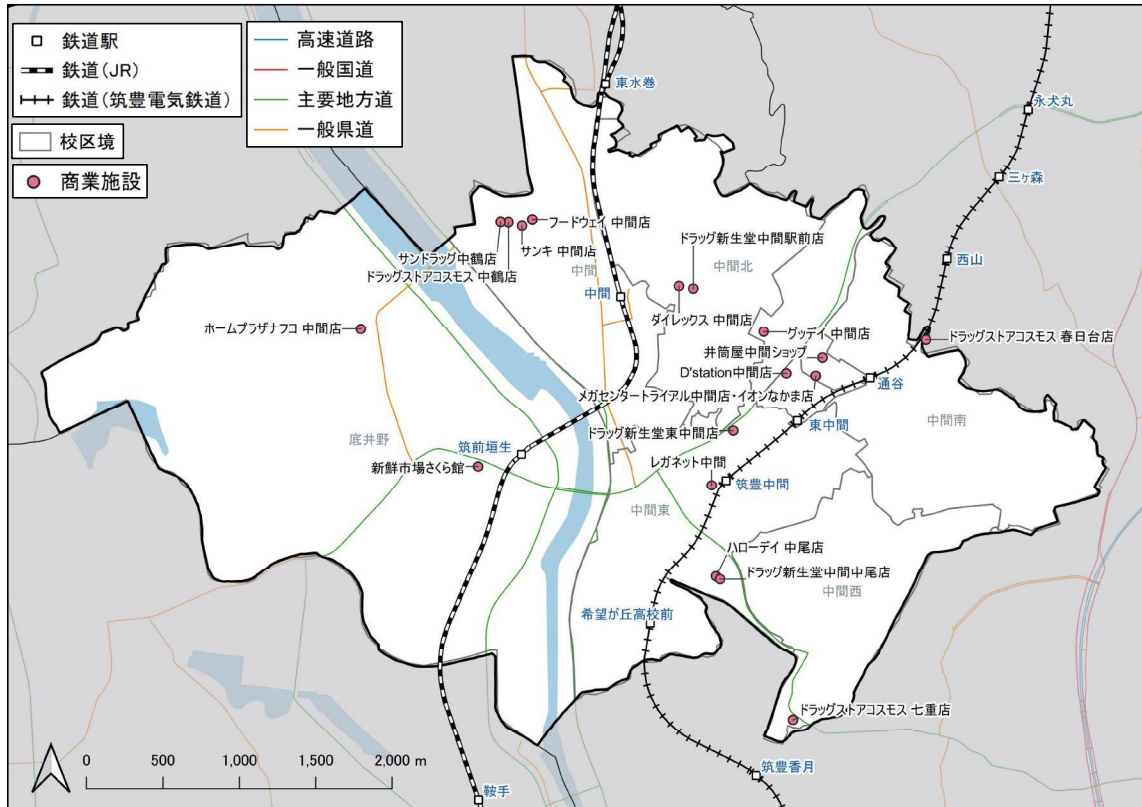 鉄道駅
鉄道(JR)
鉄道(筑豊電気鉄道)
校区境
商業施設
高速道路
一般国道
主要地方道
一般県道
東水巻
永犬丸
三ヶ森
フードウェイ 中間店
サンキ 中間店
サンドラッグ中鶴店
ドラッグストアコスモス 中鶴店
中間
ドラッグ新生堂中間駅前店
中間北
西山
中間
ダイレックス 中間店
ホームプラザナフコ 中間店
グッデイ 中間店
ドラッグストアコスモス 春日台店
井筒屋中間ショップ
D'station中間店
通谷
メガセンタートライアル中間店・イオンなかま店
中間南
東中間
ドラッグ新生堂東中間店
底井野
筑前垣生
新鮮市場さくら館
レガネット中間
筑豊中間
中間東
ハローデイ 中尾店
ドラッグ新生堂中間中尾店
中間西
希望が丘高校前
ドラッグストアコスモス 七重店
筑豊香月
鞍手
0 500 1,000 1,500 2,000 m